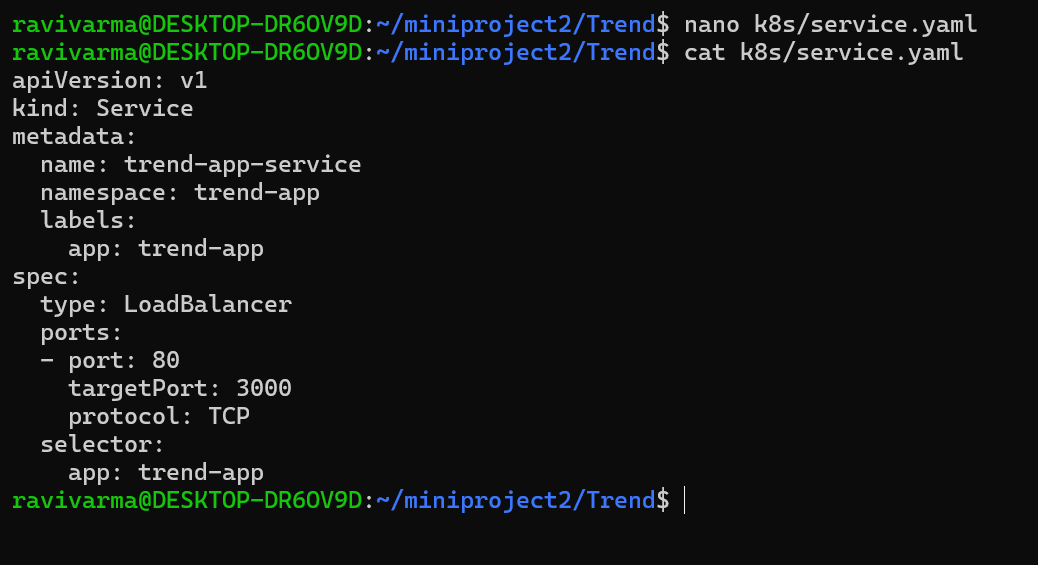 ravivarma@DESKTOP-DR6OV9D:~/miniproject2/Trend$ nano k8s/service.yaml
ravivarma@DESKTOP-DR6OV9D:~/miniproject2/Trend$ cat k8s/service.yaml
apiVersion: v1
kind: Service
metadata:
  name: trend-app-service
  namespace: trend-app
  labels:
    app: trend-app
spec:
  type: LoadBalancer
  ports:
  - port: 80
    targetPort: 3000
    protocol: TCP
  selector:
    app: trend-app
ravivarma@DESKTOP-DR6OV9D:~/miniproject2/Trend$